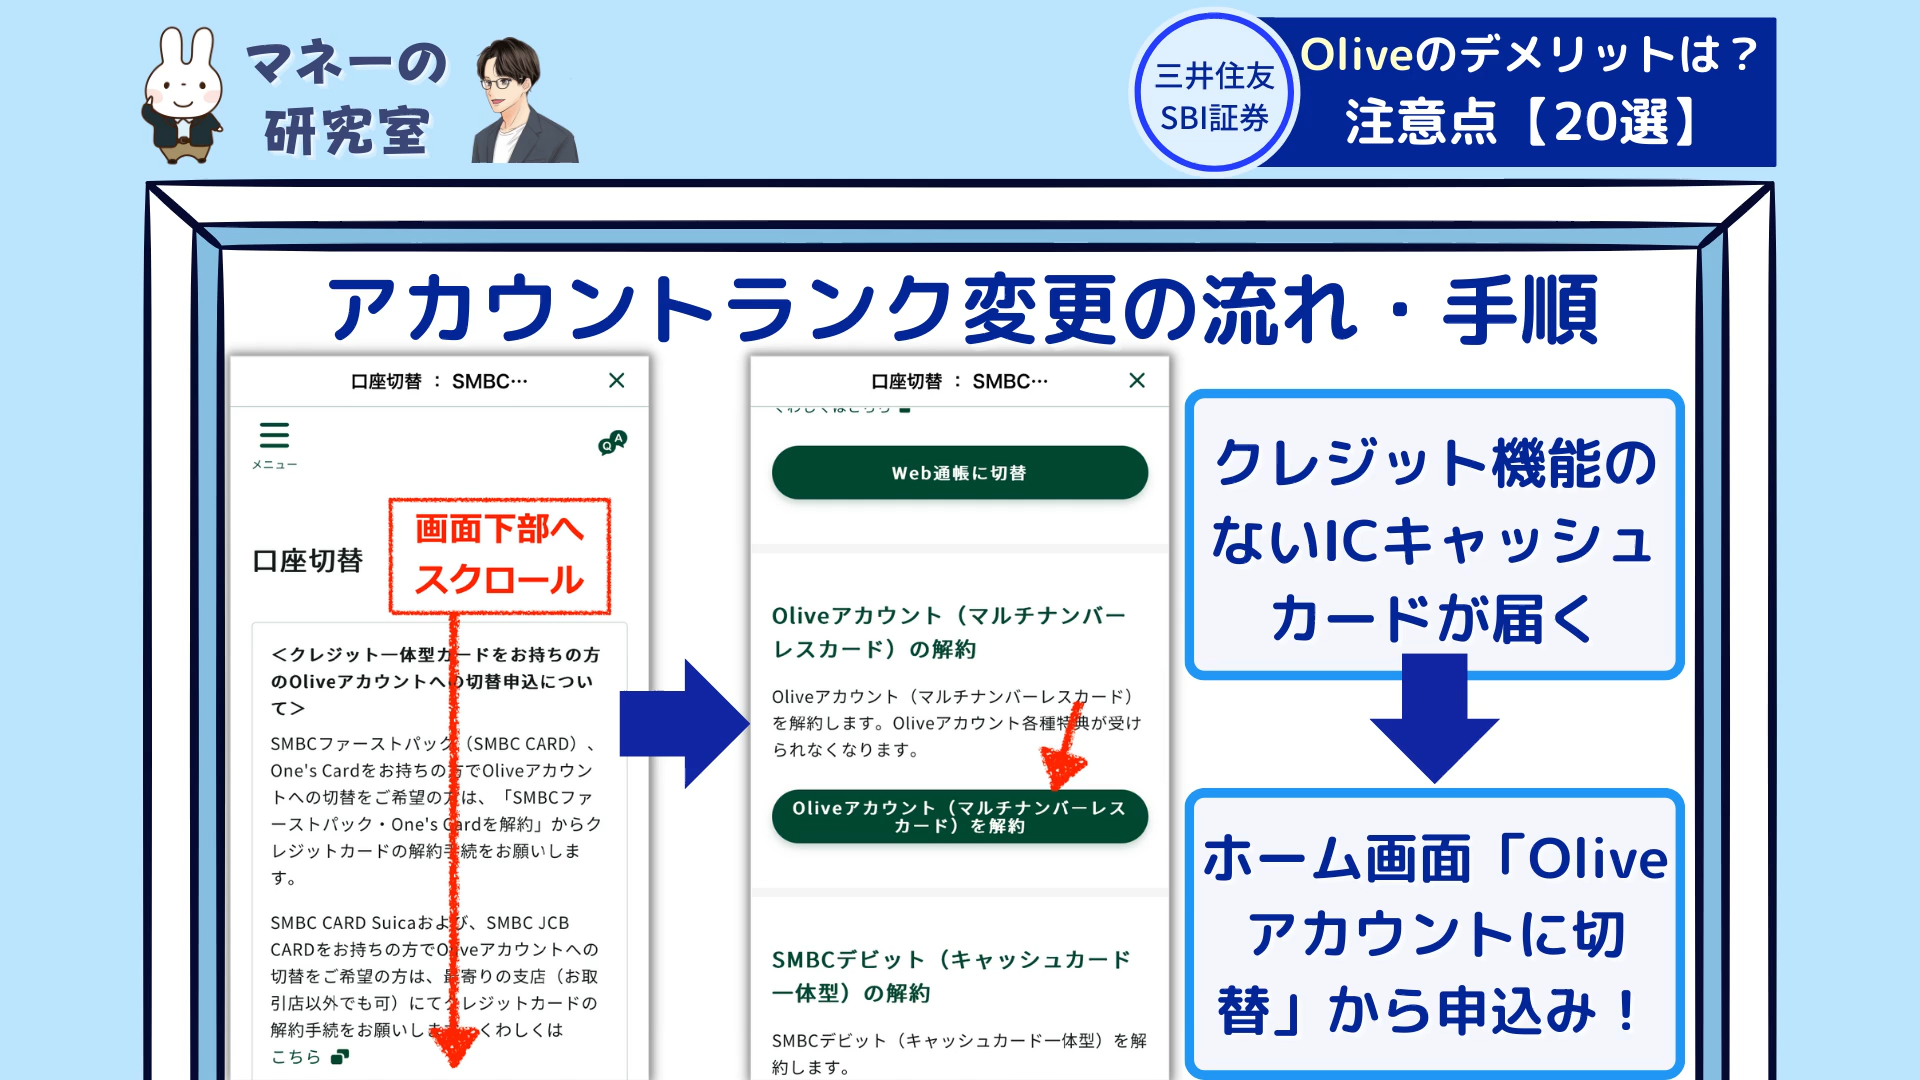 マネーの
研究室
三井住友
SBI証券
Oliveのデメリットは？
注意点【20選】
アカウントランク変更の流れ・手順
口座切替 ： SMBC…
メニュー
Q A
口座切替
画面下部へ
スクロール
＜クレジット一体型カードをお持ちの方
のOliveアカウントへの切替申込につい
て＞
SMBCファーストパック（SMBC CARD）、
One's Cardをお持ちの方でOliveアカウン
トへの切替をご希望の方は、「SMBCファ
ーストパック・One's Cardを解約」からク
レジットカードの解約手続をお願いしま
す。
SMBC CARD Suicaおよび、SMBC JCB
CARDをお持ちの方でOliveアカウントへの
切替をご希望の方は、最寄りの支店（お取
引店以外でも可）にてクレジットカードの
解約手続をお願いします。くわしくは
こちら
口座切替 ： SMBC…
くわしくはこちら
Web通帳に切替
Oliveアカウント（マルチナンバー
レスカード）の解約
Oliveアカウント（マルチナンバーレスカード）
を解約します。Oliveアカウント各種特典が受け
られなくなります。
Oliveアカウント（マルチナンバーレス
カード）を解約
SMBCデビット（キャッシュカード
一体型）の解約
SMBCデビット（キャッシュカード一体型）を解
約します。
クレジット機能の
ないICキャッシュ
カードが届く
ホーム画面「Olive
アカウントに切
替」から申込み！